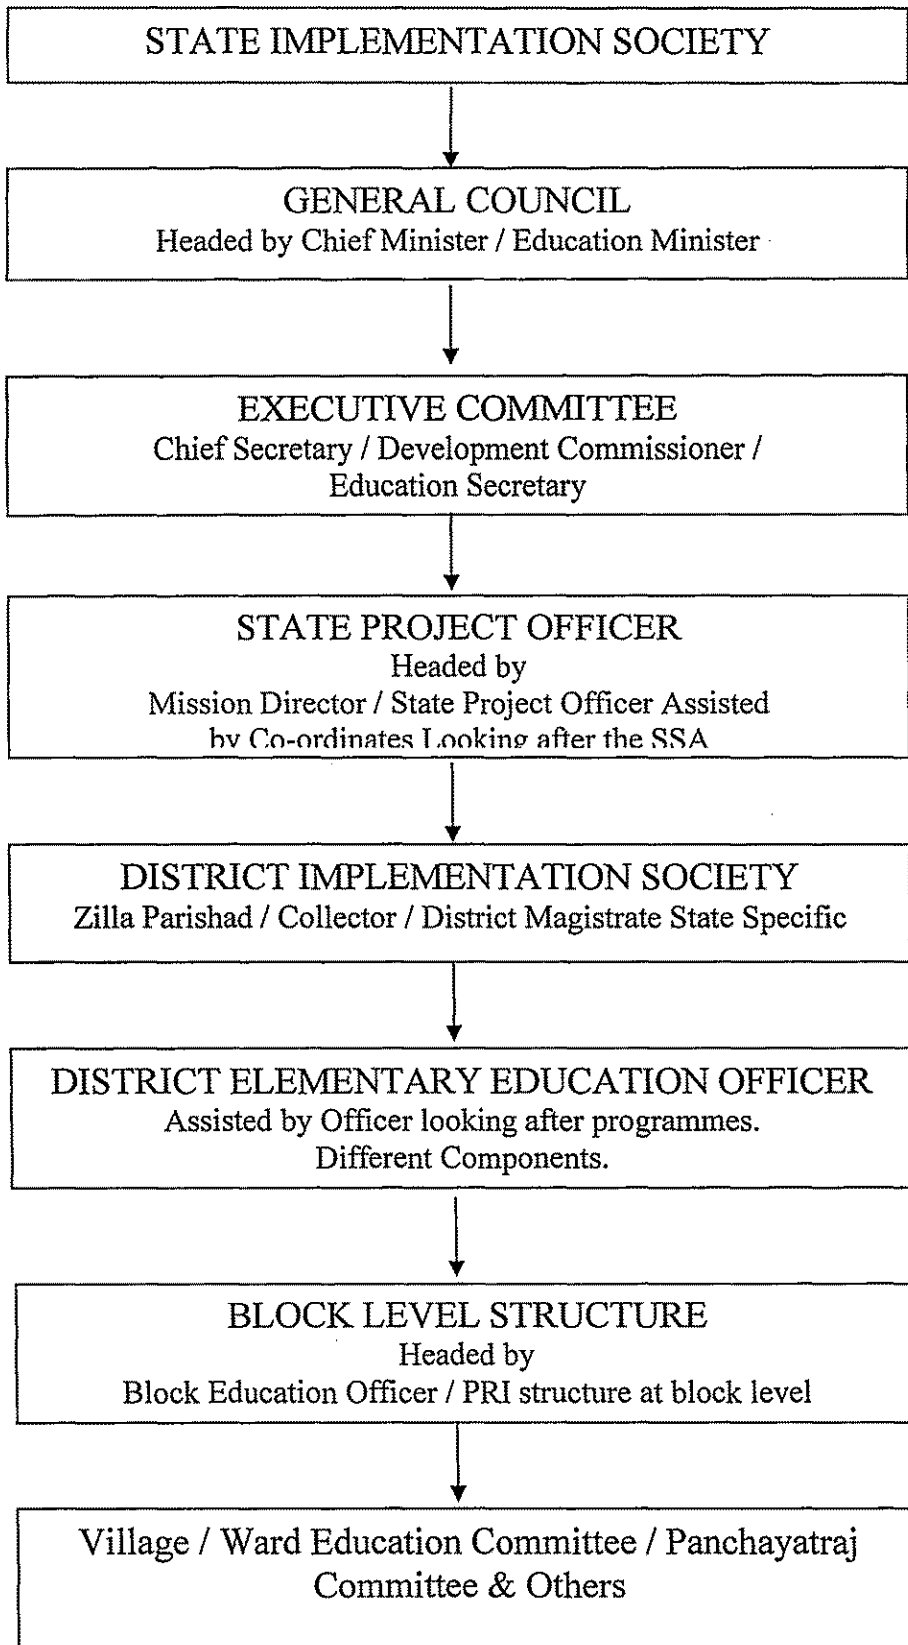 STATE IMPLEMENTATION SOCIETY
GENERAL COUNCIL
Headed by Chief Minister / Education Minister
EXECUTIVE COMMITTEE
Chief Secretary / Development Commissioner /
Education Secretary
STATE PROJECT OFFICER
Headed by
Mission Director / State Project Officer Assisted
by Co-ordinates Looking after the SSA
DISTRICT IMPLEMENTATION SOCIETY
Zilla Parishad / Collector / District Magistrate State Specific
DISTRICT ELEMENTARY EDUCATION OFFICER
Assisted by Officer looking after programmes.
Different Components.
BLOCK LEVEL STRUCTURE
Headed by
Block Education Officer / PRI structure at block level
Village / Ward Education Committee / Panchayatraj
Committee & Others